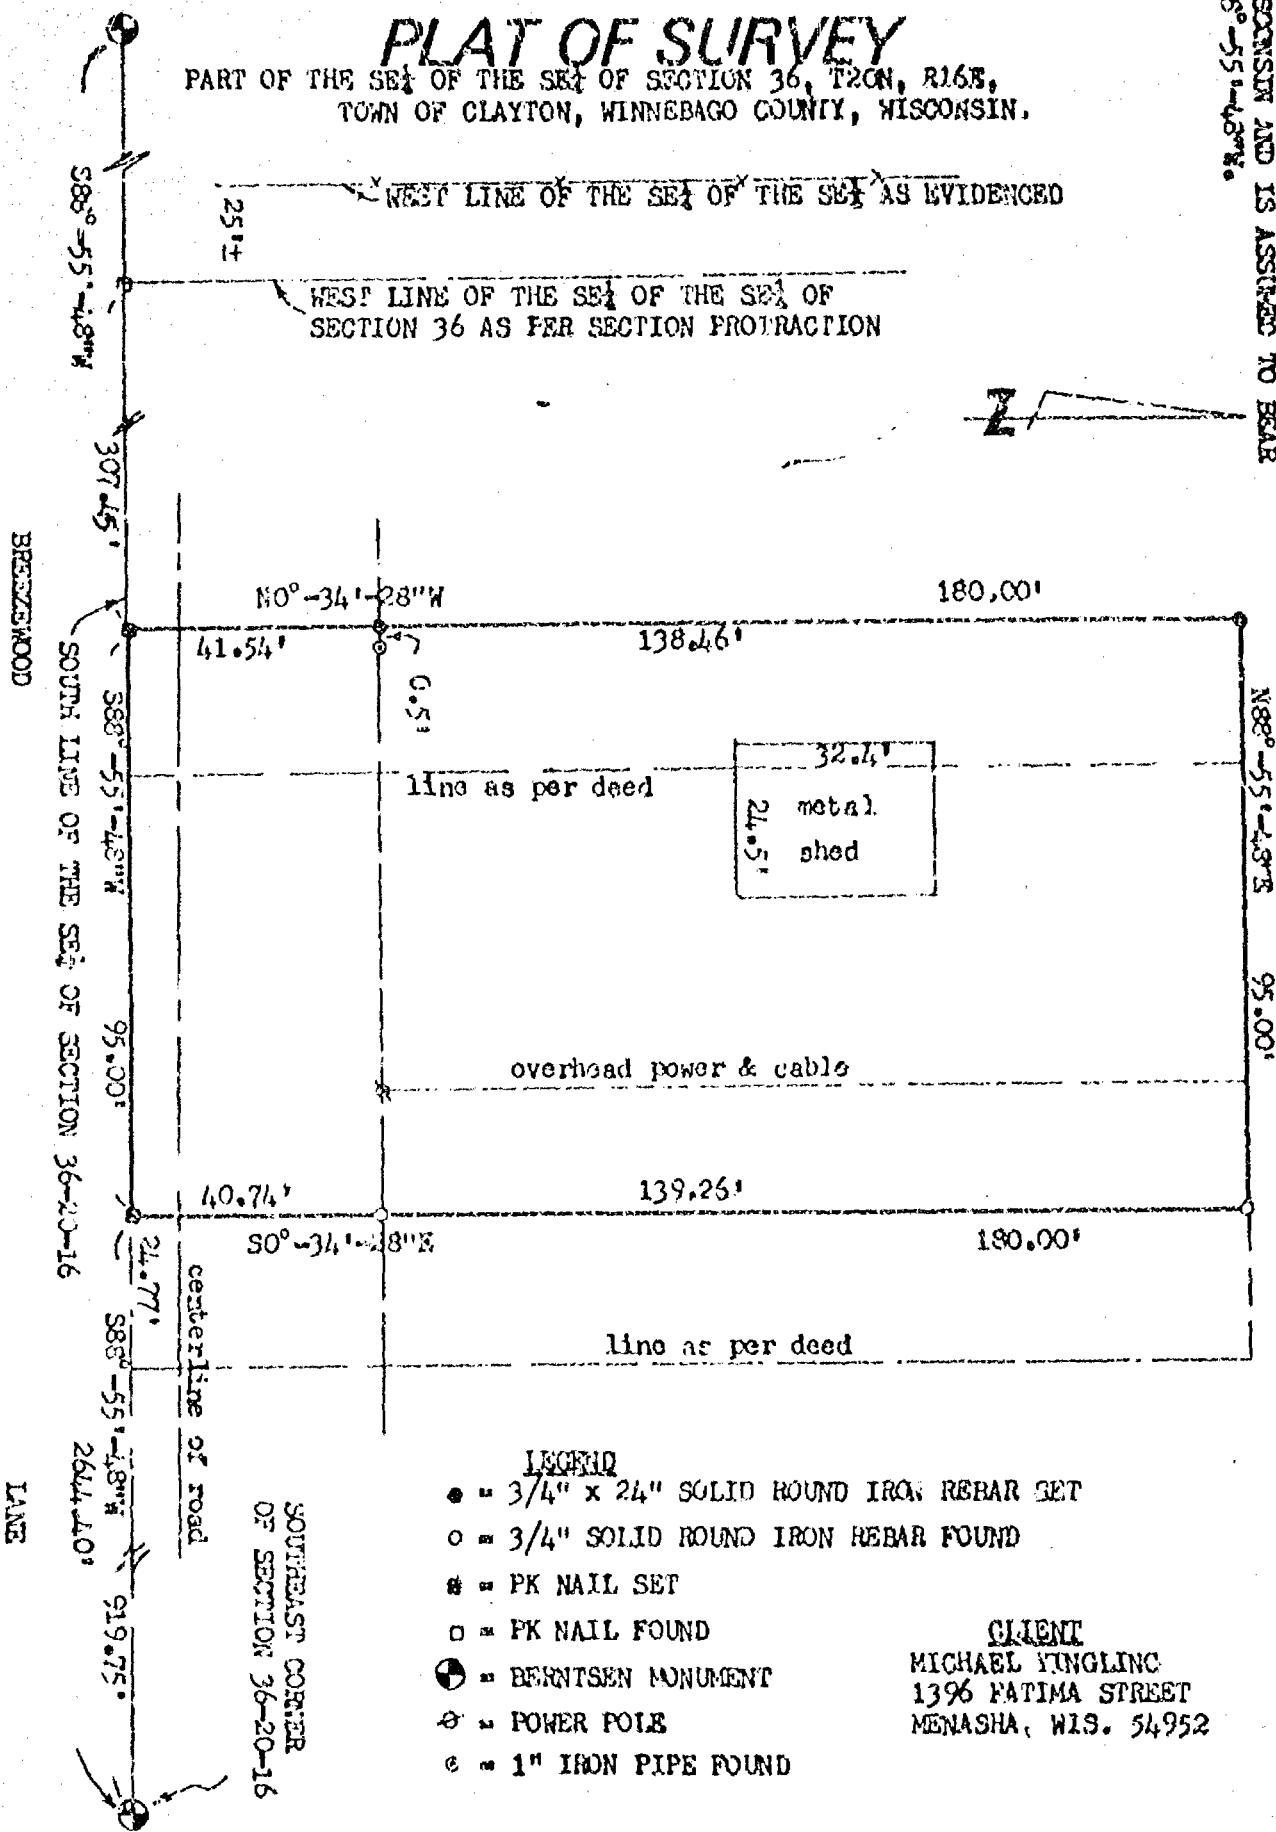 PLAT OF SURVEY
PART OF THE SE¼ OF THE SE¼ OF SECTION 36, T20N, R16E,
TOWN OF CLAYTON, WINNEBAGO COUNTY, WISCONSIN.
AND IS ASSUMED TO BEAR
WEST LINE OF THE SE¼ OF THE SE¼ AS EVIDENCED
25'±
WEST LINE OF THE SE¼ OF THE SE¼ OF
SECTION 36 AS PER SECTION PROTRACTION
S88°-55'-48"W
307.45'
N
N0°-34'-28"W
180.00'
41.54'
138.46'
0.5'
BREEZEWOOD
SOUTH LINE OF THE SE¼ OF SECTION 36-20-16
S88°-55'-48"W
95.00'
line as per deed
32.4'
24.5'
metal
shed
N88°-55'-48"E
95.00'
overhead power & cable
40.74'
139.26'
S0°-34'-28"E
180.00'
24.77'
centerline of road
line as per deed
S88°-55'-48"W
2644.40'
919.75'
LANE
SOUTHEAST CORNER
OF SECTION 36-20-16
LEGEND
= 3/4" x 24" SOLID ROUND IRON REBAR SET
= 3/4" SOLID ROUND IRON REBAR FOUND
= PK NAIL SET
= PK NAIL FOUND
= BERNTSEN MONUMENT
= POWER POLE
= 1" IRON PIPE FOUND
CLIENT
MICHAEL YINGLING
1396 FATIMA STREET
MENASHA, WIS. 54952